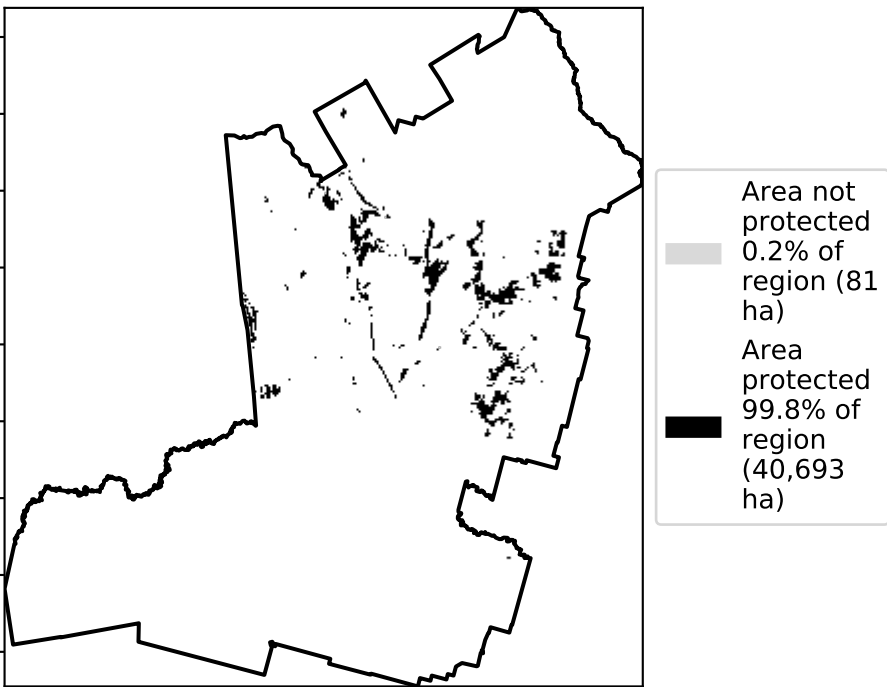 Area not
protected
0.2% of
region (81
ha)
Area
protected
99.8% of
region
(40,693
ha)